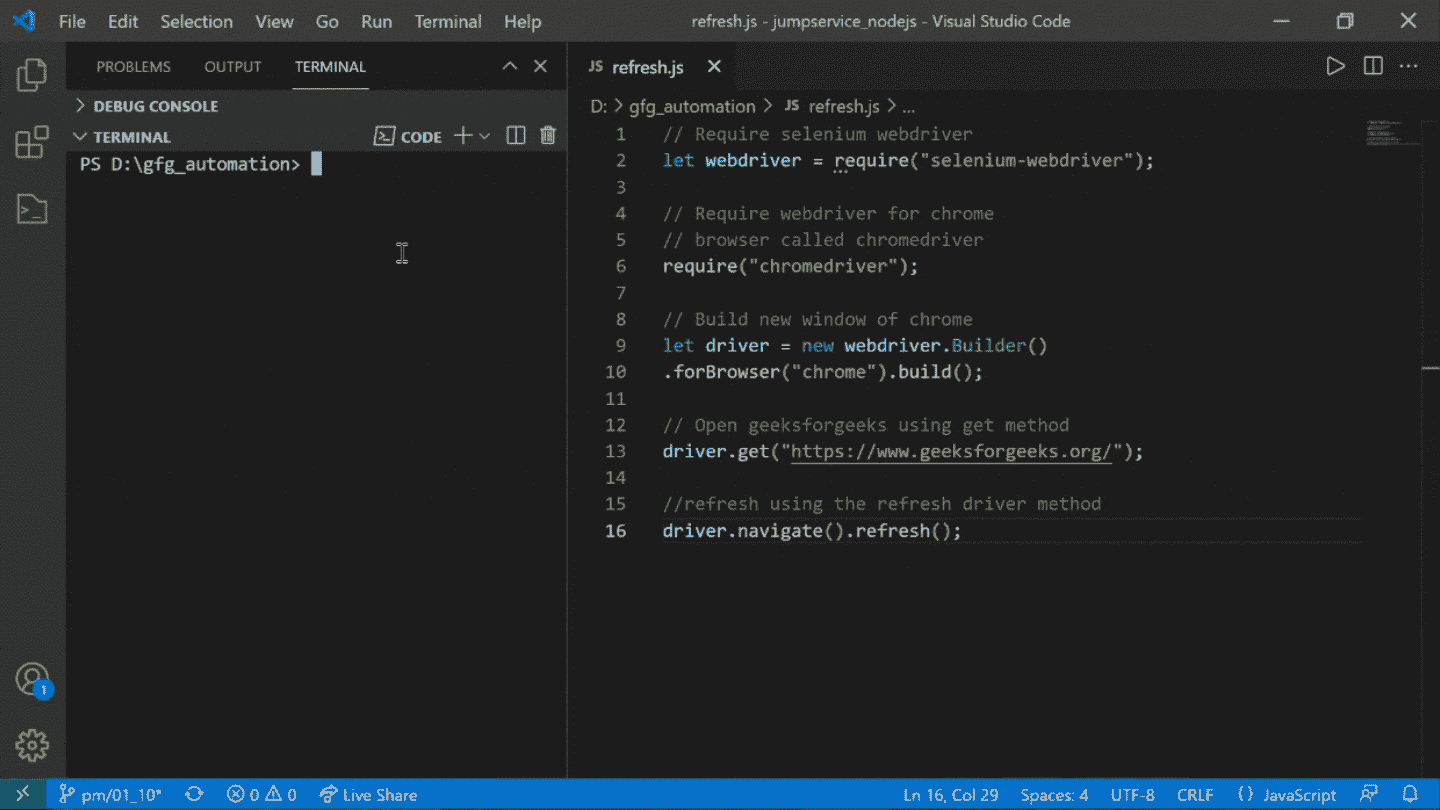 File Edit Selection View Go Run Terminal Help
refresh.js - jumpservice_nodejs - Visual Studio Code
PROBLEMS OUTPUT TERMINAL
DEBUG CONSOLE
TERMINAL
CODE
PS D:\gfg_automation>
JS refresh.js
D: > gfg_automation > JS refresh.js > ...
1 // Require selenium webdriver
2 let webdriver = require("selenium-webdriver");
3
4 // Require webdriver for chrome
5 // browser called chromedriver
6 require("chromedriver");
7
8 // Build new window of chrome
9 let driver = new webdriver.Builder()
10 .forBrowser("chrome").build();
11
12 // Open geeksforgeeks using get method
13 driver.get("https://www.geeksforgeeks.org/");
14
15 //refresh using the refresh driver method
16 driver.navigate().refresh();
1
pm/01_10* 0 0 Live Share
Ln 16, Col 29 Spaces: 4 UTF-8 CRLF {} JavaScript